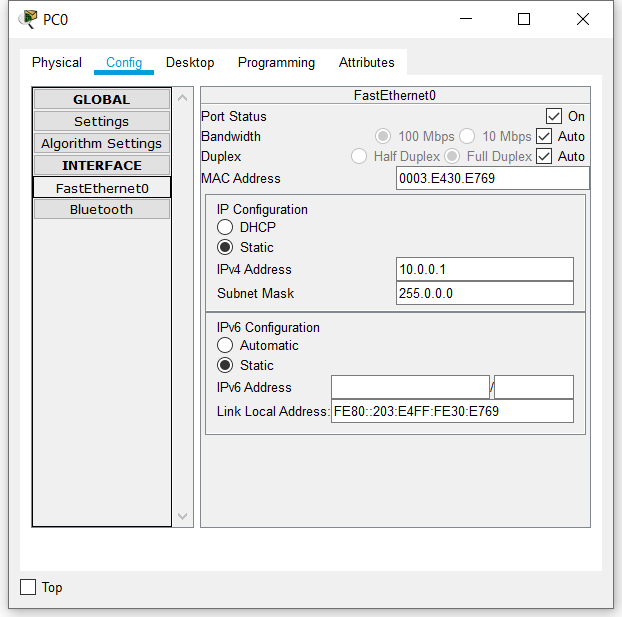 PC0
Physical Config Desktop Programming Attributes
GLOBAL
Settings
Algorithm Settings
INTERFACE
FastEthernet0
Bluetooth
FastEthernet0
Port Status On
Bandwidth 100 Mbps 10 Mbps Auto
Duplex Half Duplex Full Duplex Auto
MAC Address 0003.E430.E769
IP Configuration
DHCP
Static
IPv4 Address 10.0.0.1
Subnet Mask 255.0.0.0
IPv6 Configuration
Automatic
Static
IPv6 Address /
Link Local Address: FE80::203:E4FF:FE30:E769
Top